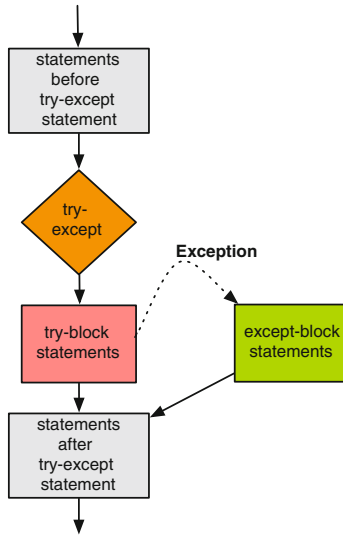 statements
before
try-except
statement
try-
except
Exception
try-block
statements
except-block
statements
statements
after
try-except
statement